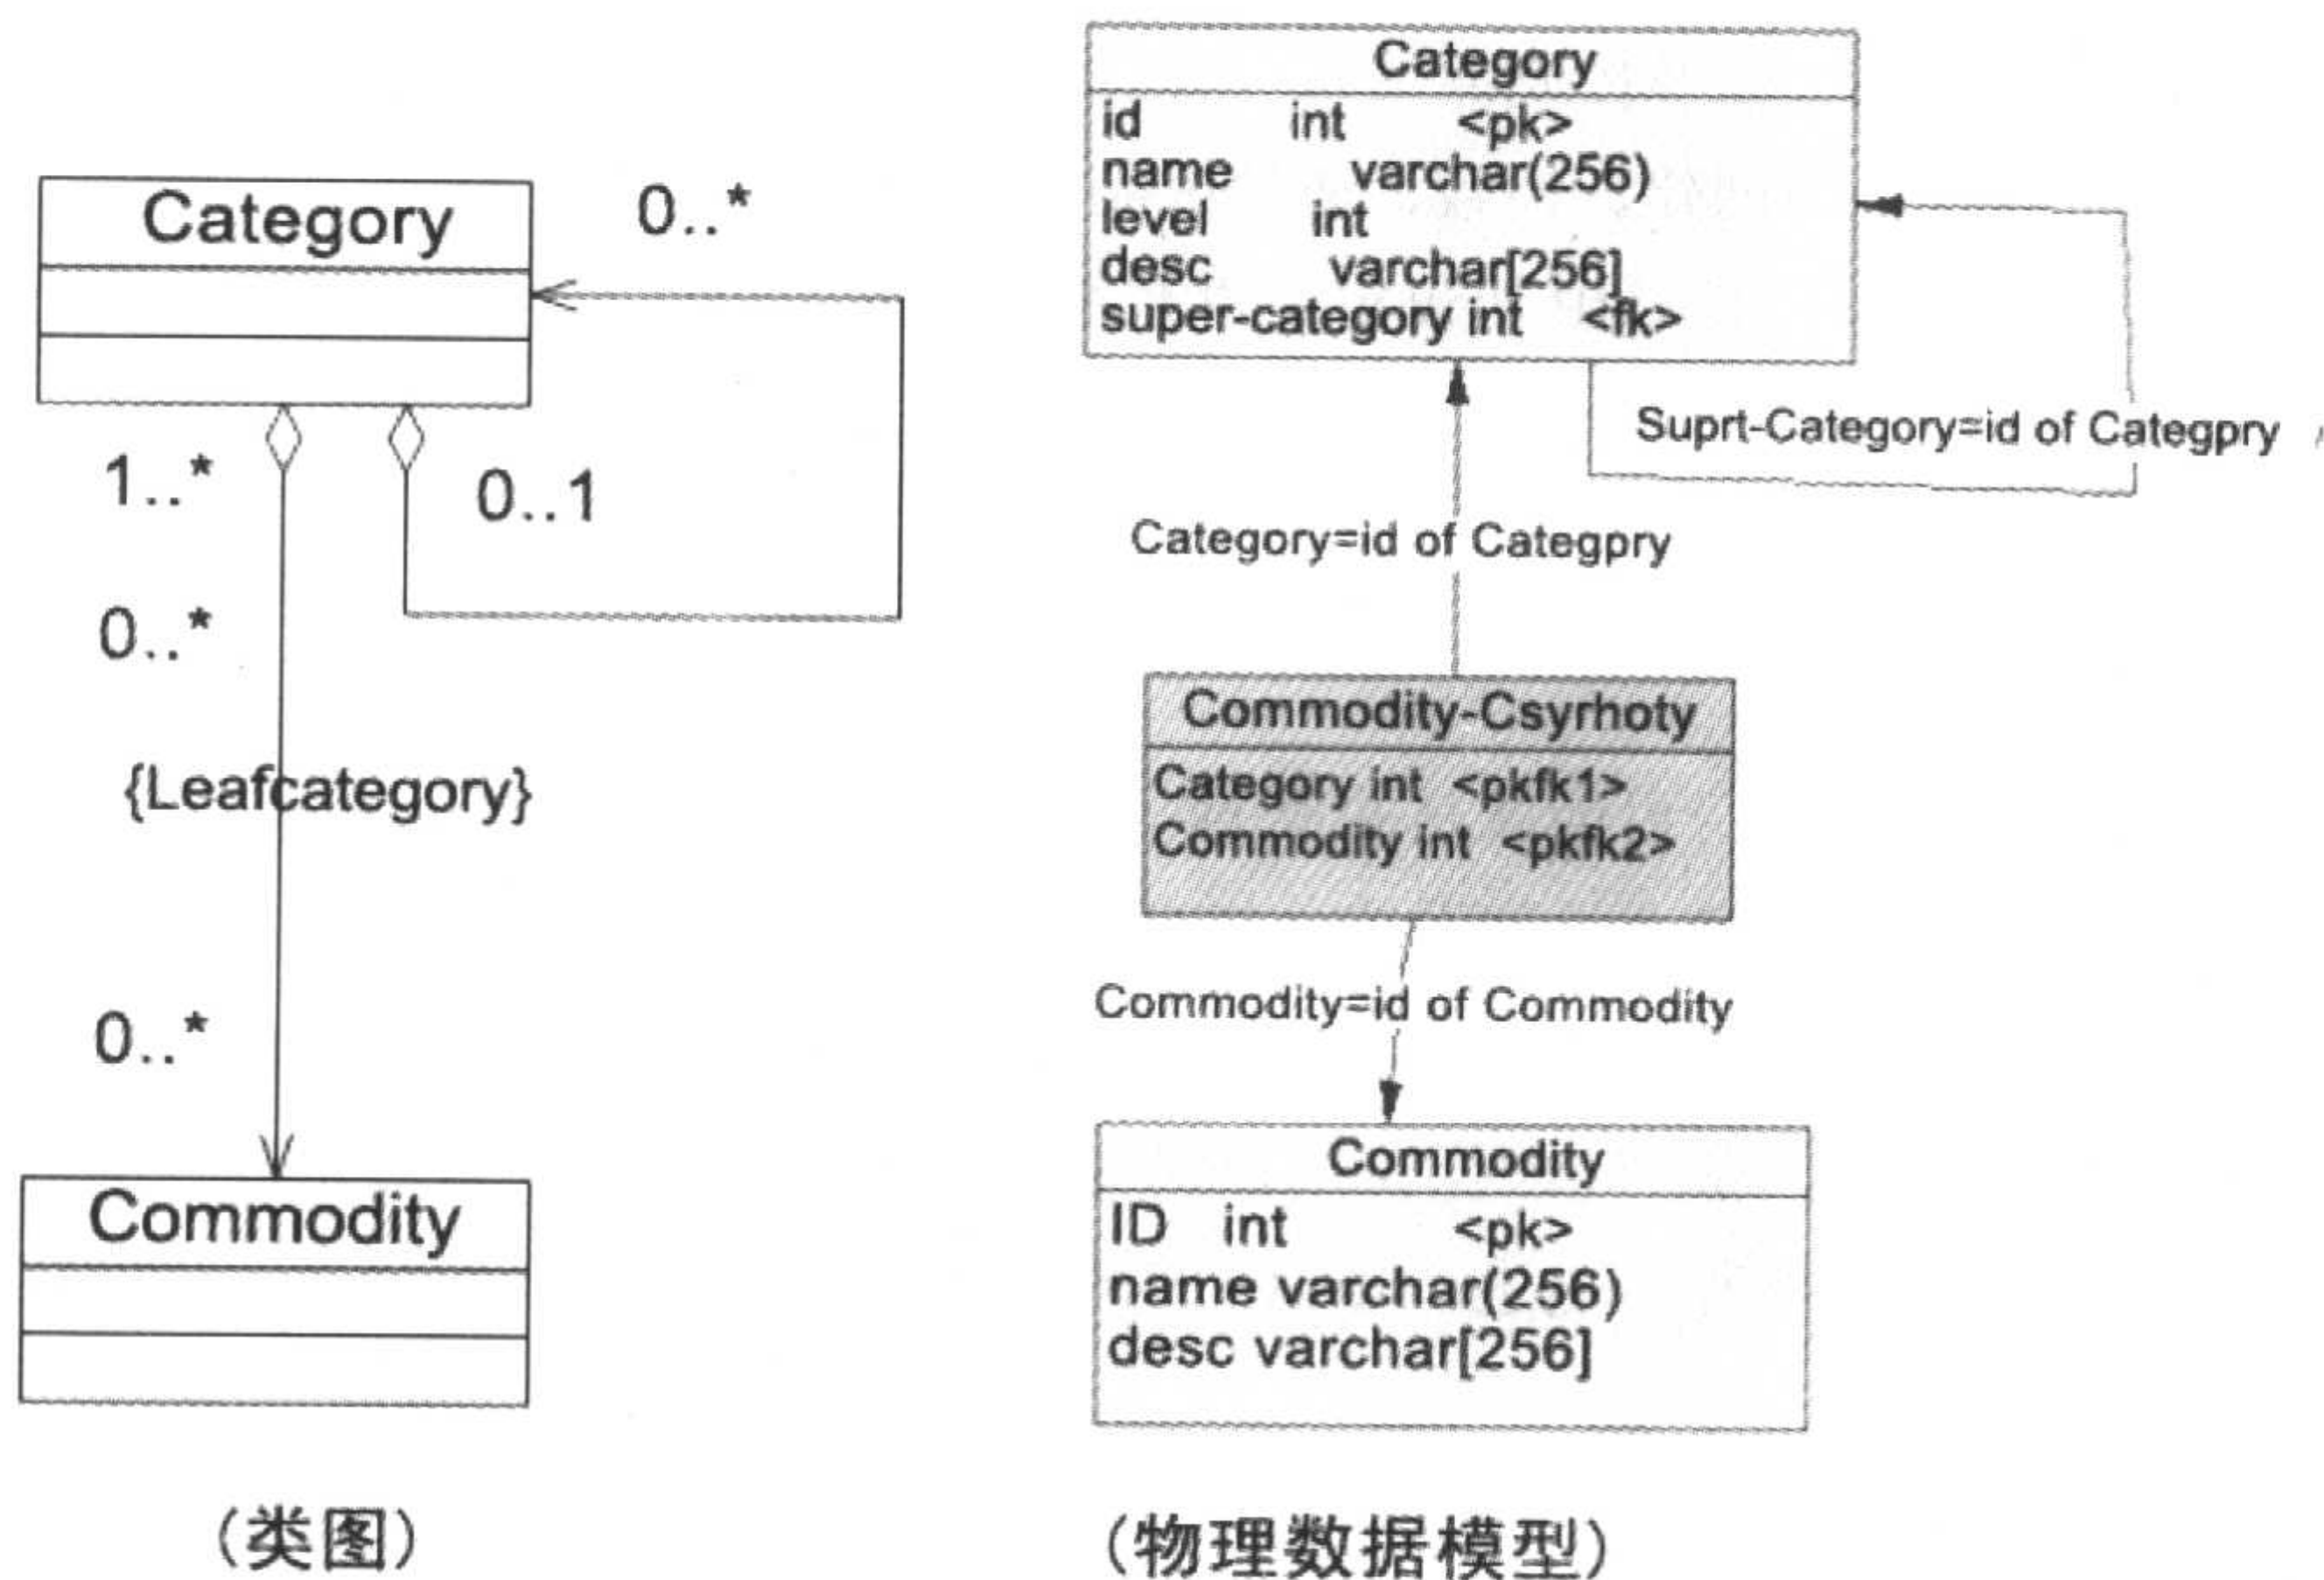 Category
0..*
1..*
0..1
0..*
{Leafcategory}
0..*
Commodity
(类图)
Category
id int <pk>
name varchar(256)
level int
desc varchar[256]
super-category int <fk>
Suprt-Category=id of Categpry
Category=id of Categpry
Commodity-Csyrhoty
Category int <pkfk1>
Commodity int <pkfk2>
Commodity=id of Commodity
Commodity
ID int <pk>
name varchar(256)
desc varchar[256]
(物理数据模型)